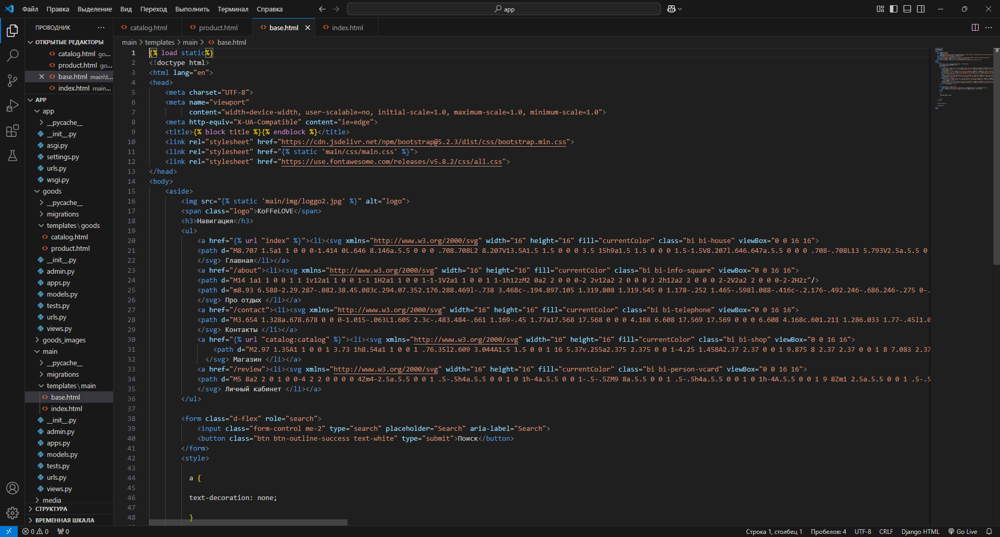 Файл Правка Выделение Вид Переход Выполнить Терминал Справка
app
ПРОВОДНИК
catalog.html product.html base.html index.html
ОТКРЫТЫЕ РЕДАКТОРЫ
catalog.html go...
product.html go...
base.html main\t...
index.html main...
APP
app
__pycache__
__init__.py
asgi.py
settings.py
urls.py
wsgi.py
goods
__pycache__
migrations
templates\goods
catalog.html
product.html
__init__.py
admin.py
apps.py
models.py
tests.py
urls.py
views.py
goods_images
main
__pycache__
migrations
templates\main
base.html
index.html
__init__.py
admin.py
apps.py
models.py
tests.py
urls.py
views.py
media
СТРУКТУРА
ВРЕМЕННАЯ ШКАЛА
main > templates > main > base.html
1 {% load static%}
2 <!doctype html>
3 <html lang="en">
4 <head>
5 <meta charset="UTF-8">
6 <meta name="viewport"
7 content="width=device-width, user-scalable=no, initial-scale=1.0, maximum-scale=1.0, minimum-scale=1.0">
8 <meta http-equiv="X-UA-Compatible" content="ie=edge">
9 <title>{% block title %}{% endblock %}</title>
10 <link rel="stylesheet" href="https://cdn.jsdelivr.net/npm/bootstrap@5.2.3/dist/css/bootstrap.min.css">
11 <link rel="stylesheet" href="{% static 'main/css/main.css' %}">
12 <link rel="stylesheet" href="https://use.fontawesome.com/releases/v5.8.2/css/all.css">
13 </head>
14 <body>
15 <aside>
16 <img src="{% static 'main/img/loggo2.jpg' %}" alt="logo">
17 <span class="logo">KoFFeLOVE</span>
18 <h3>Навигация</h3>
19 <ul>
20 <a href="{% url "index" %}"><li><svg xmlns="http://www.w3.org/2000/svg" width="16" height="16" fill="currentColor" class="bi bi-house" viewBox="0 0 16 16">
21 <path d="M8.707 1.5a1 1 0 0 0-1.414 0L.646 8.146a.5.5 0 0 0 .708.708L2 8.207V13.5A1.5 1.5 0 0 0 3.5 15h9a1.5 1.5 0 0 0 1.5-1.5V8.207l.646.647a.5.5 0 0 0 .708-.708L13 5.793V2.5a.5.5 0
22 </svg> Главная</li></a>
23 <a href="/about"><li><svg xmlns="http://www.w3.org/2000/svg" width="16" height="16" fill="currentColor" class="bi bi-info-square" viewBox="0 0 16 16">
24 <path d="M14 1a1 1 0 0 1 1 1v12a1 1 0 0 1-1 1H2a1 1 0 0 1-1-1V2a1 1 0 0 1 1-1h12zM2 0a2 2 0 0 0-2 2v12a2 2 0 0 0 2 2h12a2 2 0 0 0 2-2V2a2 2 0 0 0-2-2H2z"/>
25 <path d="m8.93 6.588-2.29.287-.082.38.45.083c.294.07.352.176.288.469l-.738 3.468c-.194.897.105 1.319.808 1.319.545 0 1.178-.252 1.465-.598l.088-.416c-.2.176-.492.246-.686.246-.275 0-.
26 </svg> Про отдых </li></a>
27 <a href="/contact"><li><svg xmlns="http://www.w3.org/2000/svg" width="16" height="16" fill="currentColor" class="bi bi-telephone" viewBox="0 0 16 16">
28 <path d="M3.654 1.328a.678.678 0 0 0-1.015-.063L1.605 2.3c-.483.484-.661 1.169-.45 1.77a17.568 17.568 0 0 0 4.168 6.608 17.569 17.569 0 0 0 6.608 4.168c.601.211 1.286.033 1.77-.45l1.0
29 </svg> Контакты </li></a>
30 <a href="{% url "catalog:catalog" %}"><li><svg xmlns="http://www.w3.org/2000/svg" width="16" height="16" fill="currentColor" class="bi bi-shop" viewBox="0 0 16 16">
31 <path d="M2.97 1.35A1 1 0 0 1 3.73 1h8.54a1 1 0 0 1 .76.35l2.609 3.044A1.5 1.5 0 0 1 16 5.37v.255a2.375 2.375 0 0 1-4.25 1.458A2.37 2.37 0 0 1 9.875 8 2.37 2.37 0 0 1 8 7.083 2.37
32 </svg> Магазин </li></a>
33 <a href="/review"><li><svg xmlns="http://www.w3.org/2000/svg" width="16" height="16" fill="currentColor" class="bi bi-person-vcard" viewBox="0 0 16 16">
34 <path d="M5 8a2 2 0 1 0 0-4 2 2 0 0 0 0 4Zm4-2.5a.5.5 0 0 1 .5-.5h4a.5.5 0 0 1 0 1h-4a.5.5 0 0 1-.5-.5ZM9 8a.5.5 0 0 1 .5-.5h4a.5.5 0 0 1 0 1h-4A.5.5 0 0 1 9 8Zm1 2.5a.5.5 0 0 1 .5-.5
35 </svg> Личный кабинет </li></a>
36 </ul>
37
38 <form class="d-flex" role="search">
39 <input class="form-control me-2" type="search" placeholder="Search" aria-label="Search">
40 <button class="btn btn-outline-success text-white" type="submit">Поиск</button>
41 </form>
42 <style>
43
44 a {
45
46 text-decoration: none;
47
48 }
0 0 0
Строка 1, столбец 1 Пробелов: 4 UTF-8 CRLF Django HTML Go Live